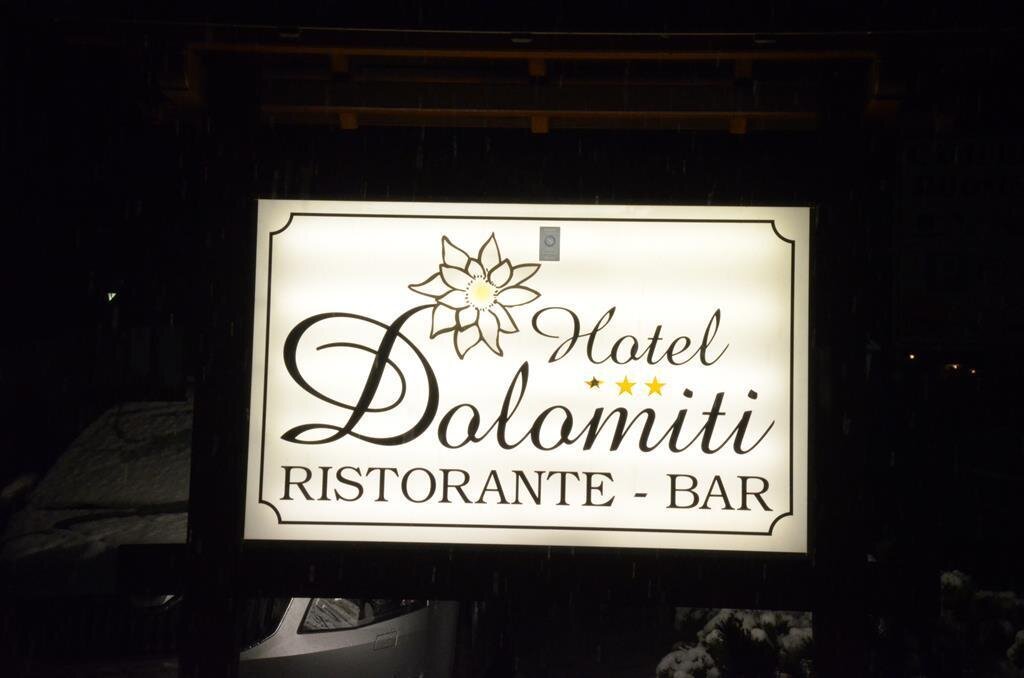 Hotel
Dolomiti
RISTORANTE - BAR